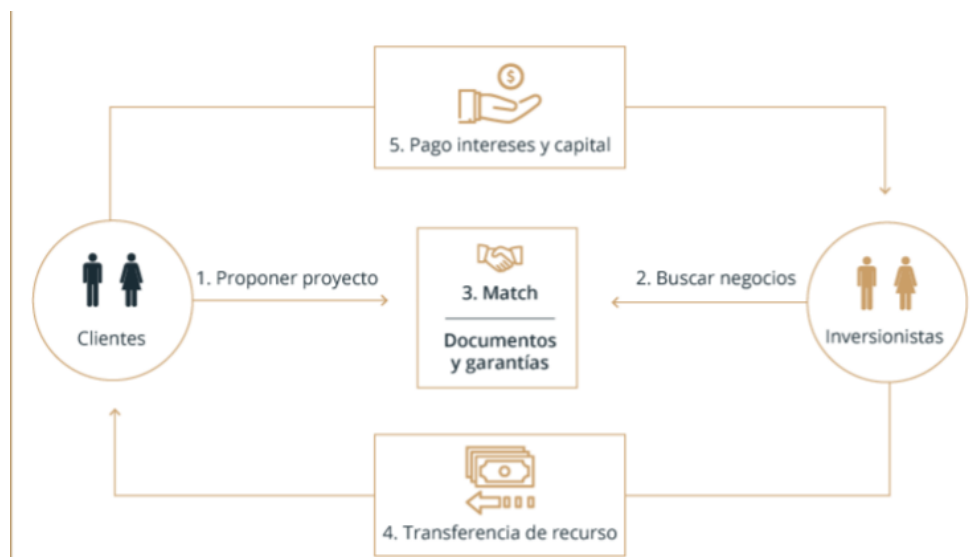 5. Pago intereses y capital
1. Proponer proyecto
2. Buscar negocios
3. Match
Documentos
y garantías
Clientes
Inversionistas
4. Transferencia de recurso